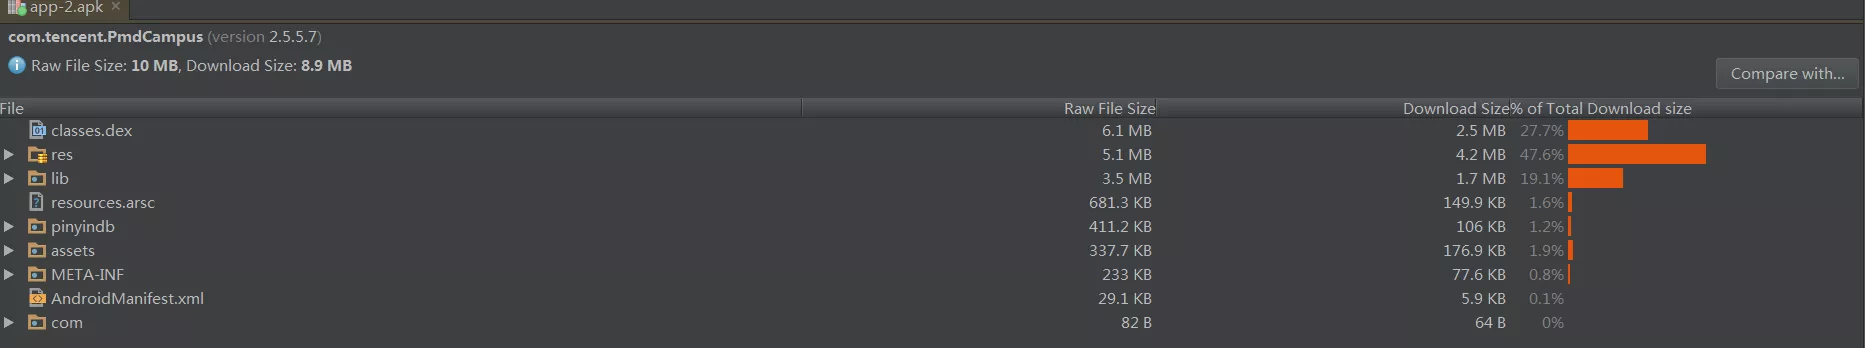 app-2.apk ×
com.tencent.PmdCampus (version 2.5.5.7)
Raw File Size: 10 MB, Download Size: 8.9 MB
Compare with...
File Raw File Size Download Size % of Total Download size
classes.dex 6.1 MB 2.5 MB 27.7%
res 5.1 MB 4.2 MB 47.6%
lib 3.5 MB 1.7 MB 19.1%
resources.arsc 681.3 KB 149.9 KB 1.6%
pinyindb 411.2 KB 106 KB 1.2%
assets 337.7 KB 176.9 KB 1.9%
META-INF 233 KB 77.6 KB 0.8%
AndroidManifest.xml 29.1 KB 5.9 KB 0.1%
com 82 B 64 B 0%